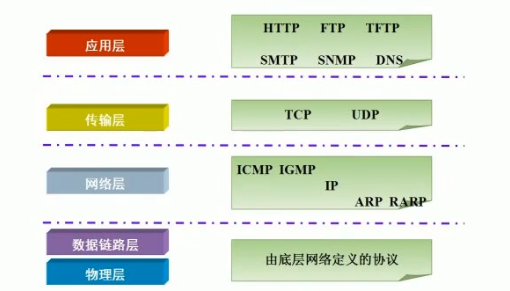 应用层
HTTP FTP TFTP
SMTP SNMP DNS
传输层
TCP UDP
网络层
ICMP IGMP
IP
ARP RARP
数据链路层
物理层
由底层网络定义的协议